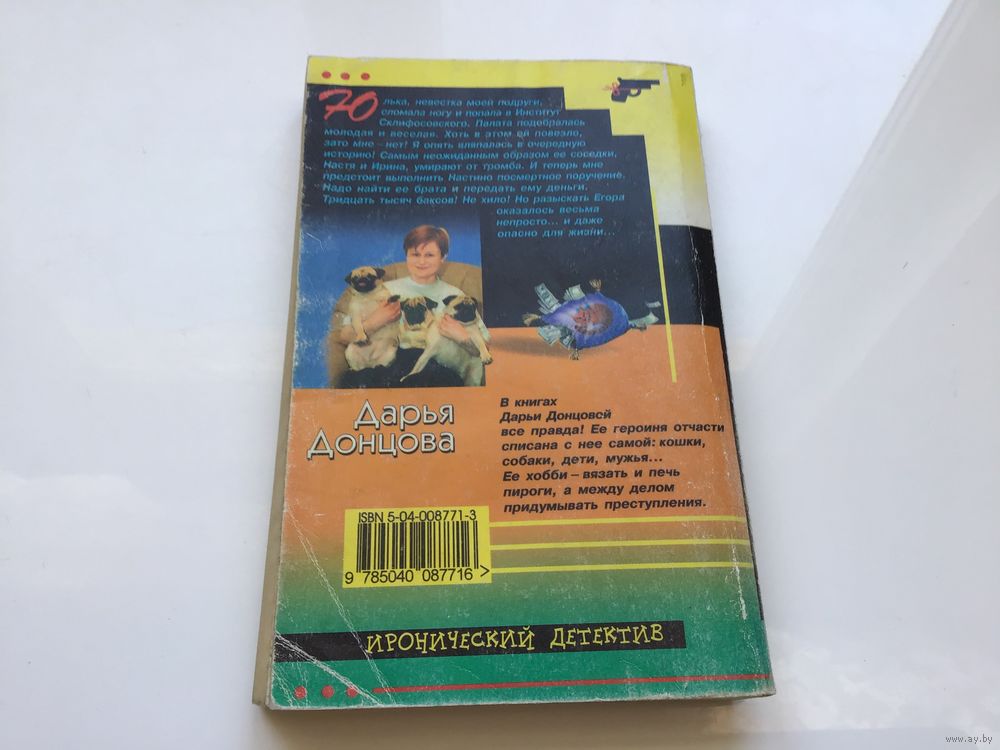 Юлька, невестка моей подруги,
сломала ногу и попала в Институт
Склифосовского. Палата подобралась
молодая и веселая. Хоть в этом ей повезло,
зато мне – нет! Я опять вляпалась в очередную
историю! Самым неожиданным образом ее соседки,
Настя и Ирина, умирают от тромба. И теперь мне
предстоит выполнить Настино посмертное поручение.
Надо найти ее брата и передать ему деньги.
Тридцать тысяч баксов! Не хило! Но разыскать Егора
оказалось весьма
непросто... и даже
опасно для жизни...
Дарья
Донцова
В книгах
Дарьи Донцовой
все правда! Ее героиня отчасти
списана с нее самой: кошки,
собаки, дети, мужья...
Ее хобби – вязать и печь
пироги, а между делом
придумывать преступления.
ISBN 5-04-008771-3
9 785040 087716 >
ИРОНИЧЕСКИЙ ДЕТЕКТИВ
www.ay.by